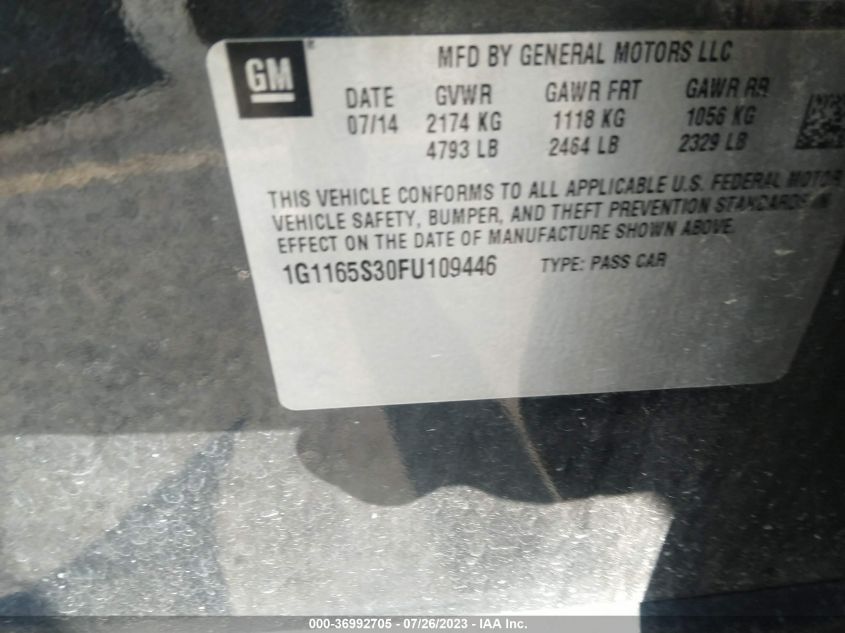 GM
MFD BY GENERAL MOTORS LLC
DATE GVWR GAWR FRT GAWR RR
07/14 2174 KG 1118 KG 1056 KG
4793 LB 2464 LB 2329 LB
THIS VEHICLE CONFORMS TO ALL APPLICABLE U.S. FEDERAL MOTOR
VEHICLE SAFETY, BUMPER, AND THEFT PREVENTION STANDARDS IN
EFFECT ON THE DATE OF MANUFACTURE SHOWN ABOVE.
1G1165S30FU109446 TYPE: PASS CAR
000-36992705 - 07/26/2023 - IAA Inc.